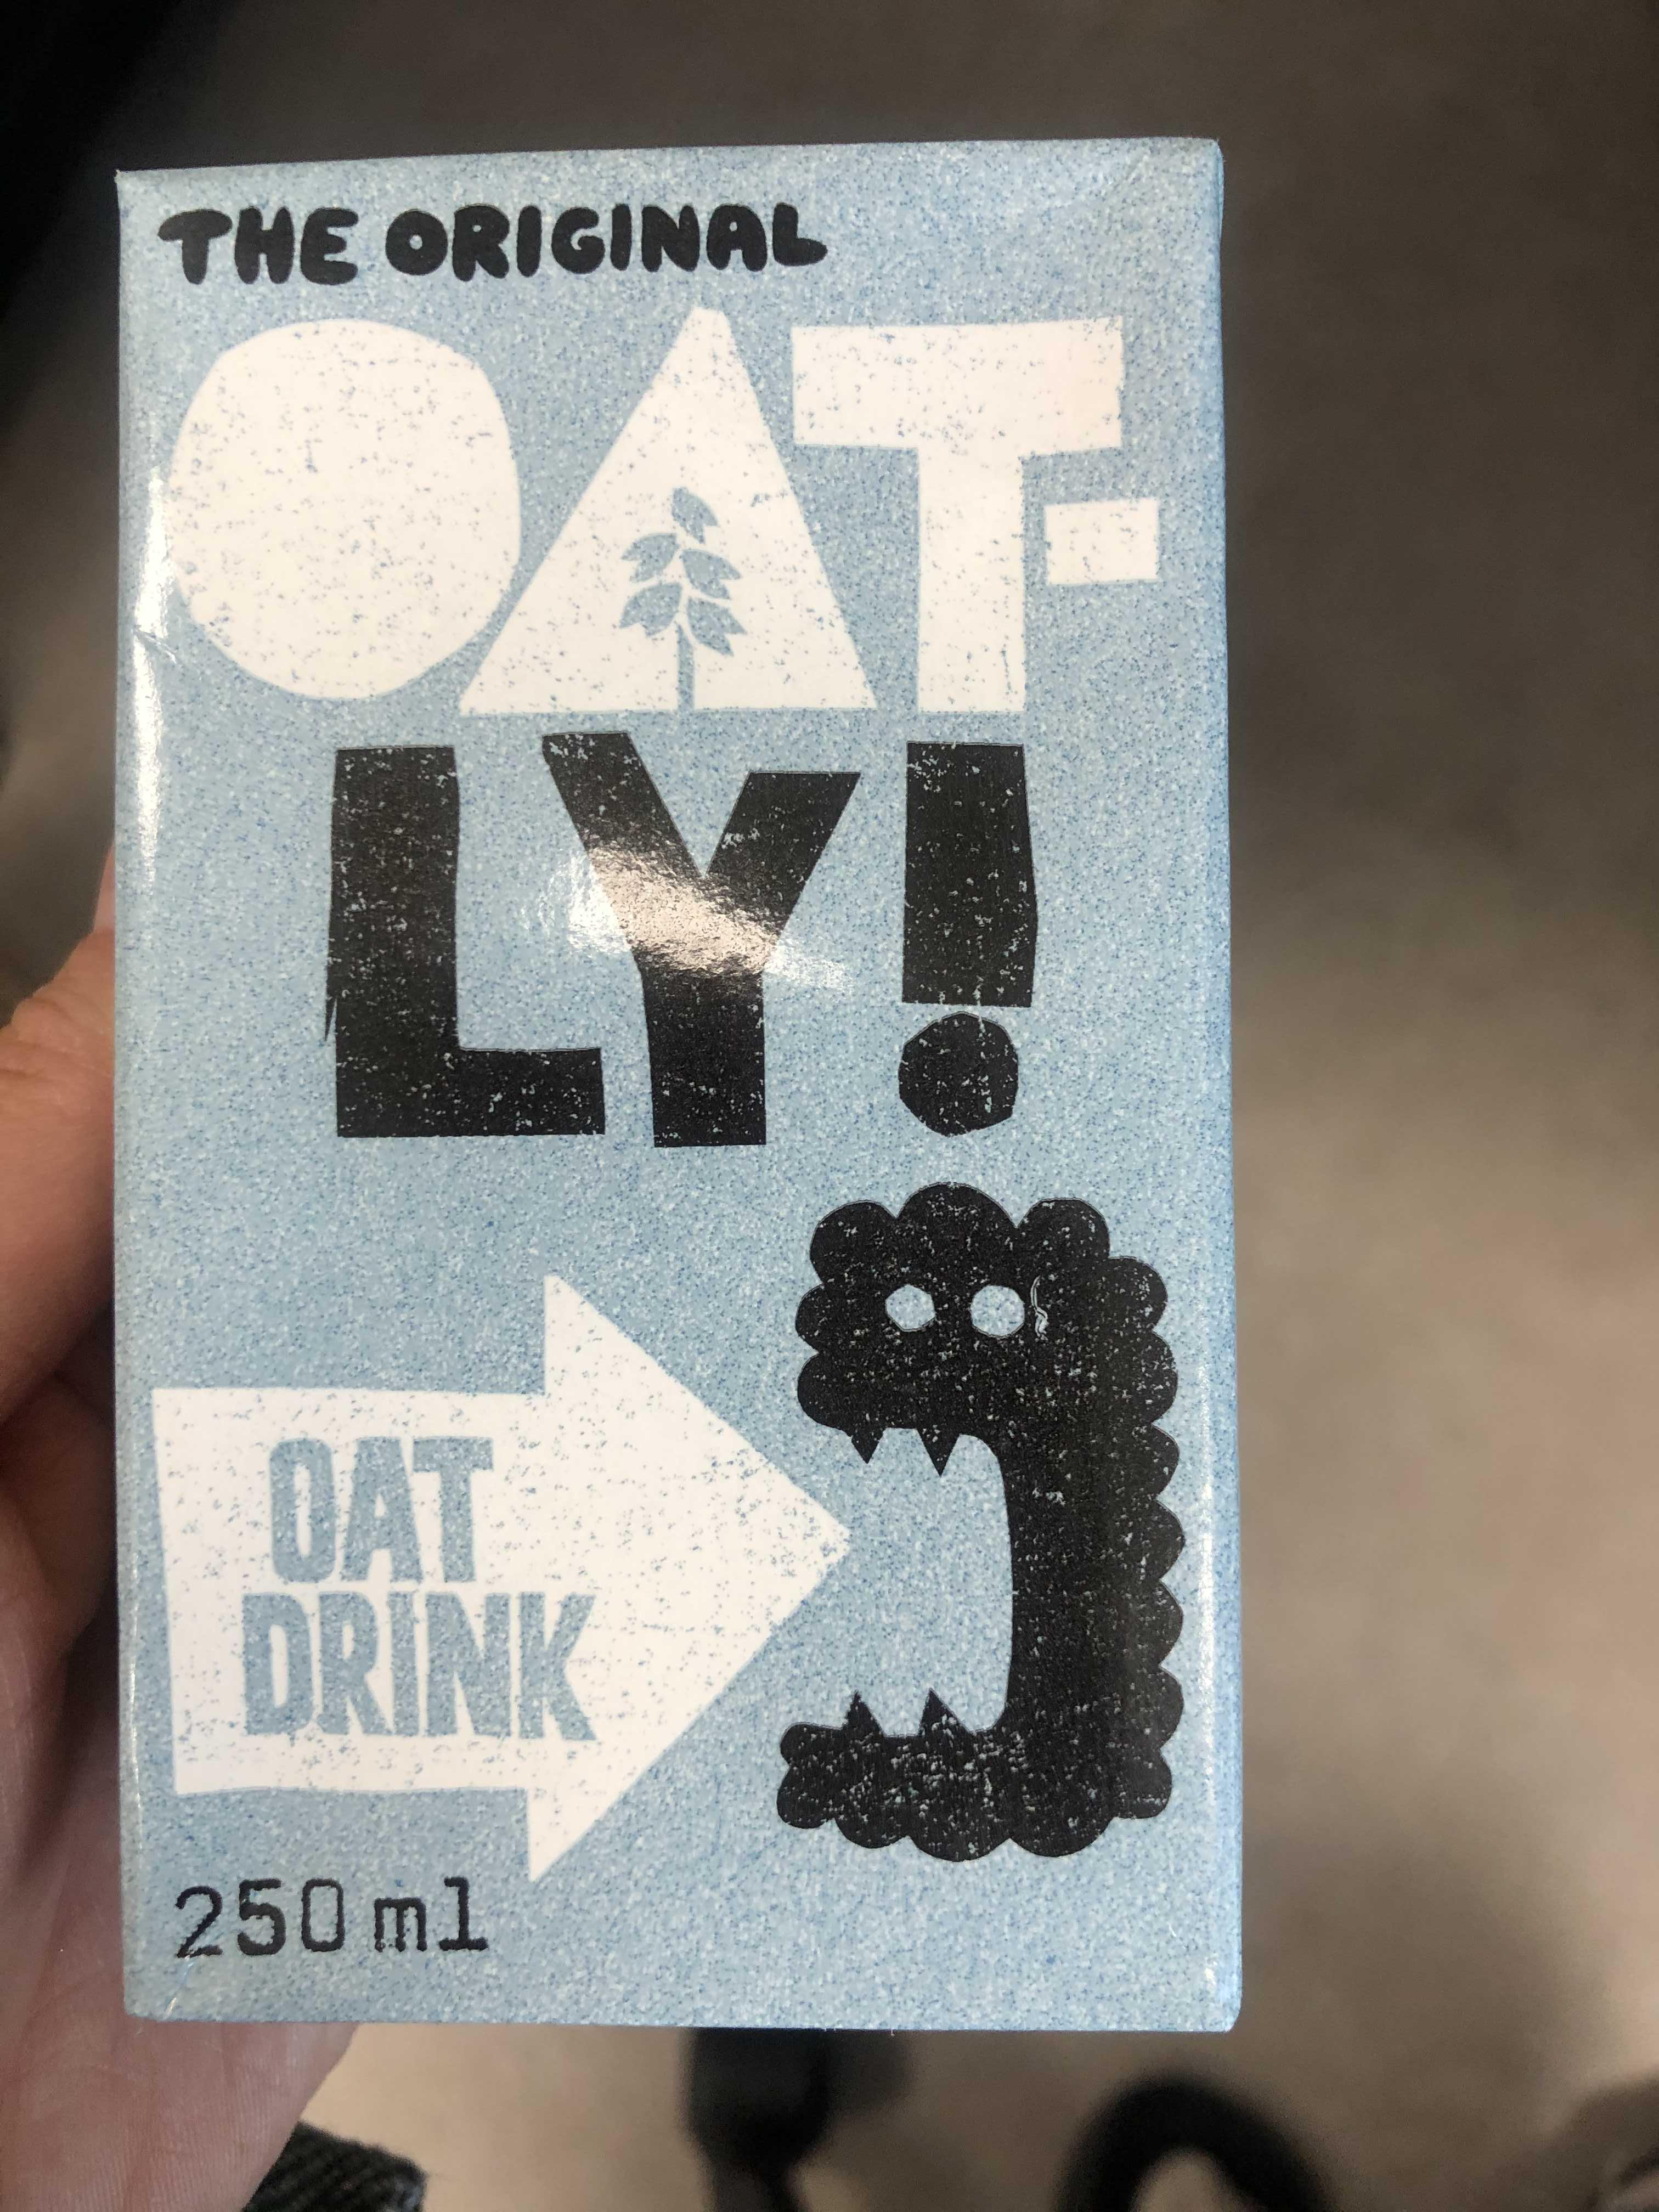 THE ORIGINAL
OAT-
LY!
OAT
DRINK
250 ml